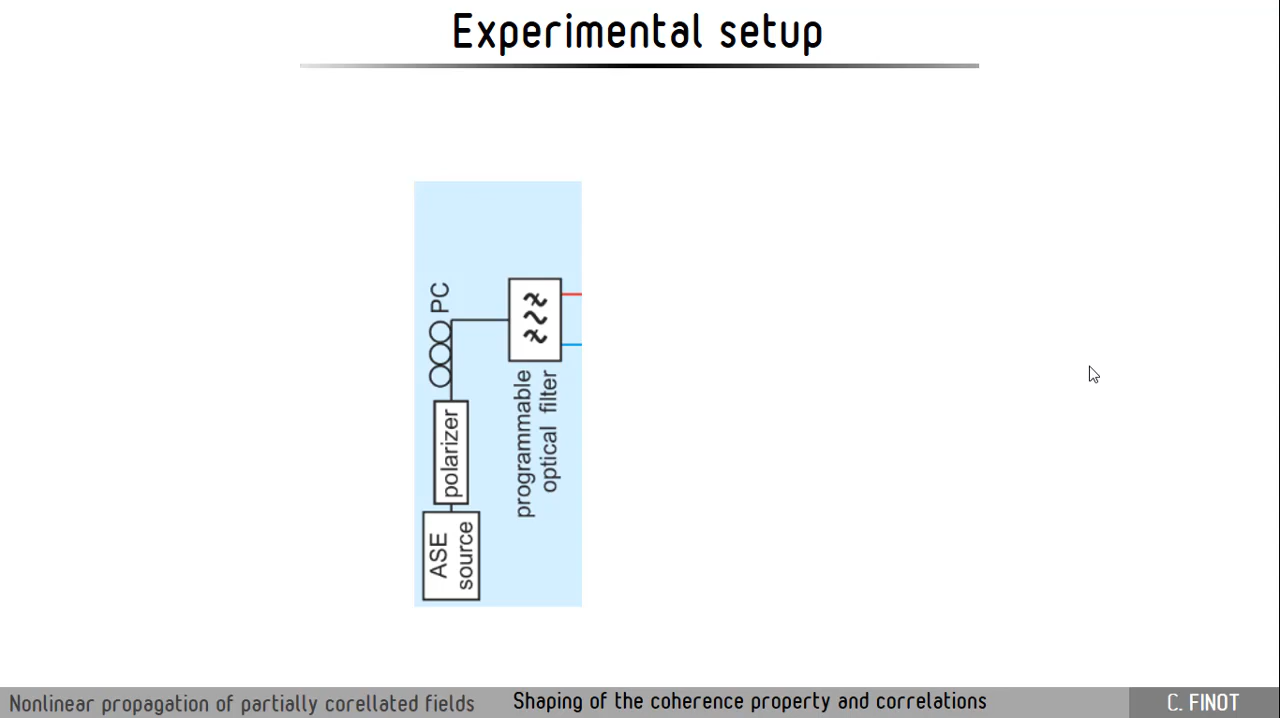 Experimental setup
PC
polarizer
ASE
source
programmable
optical filter
Nonlinear propagation of partially corellated fields
Shaping of the coherence property and correlations
C. FINOT